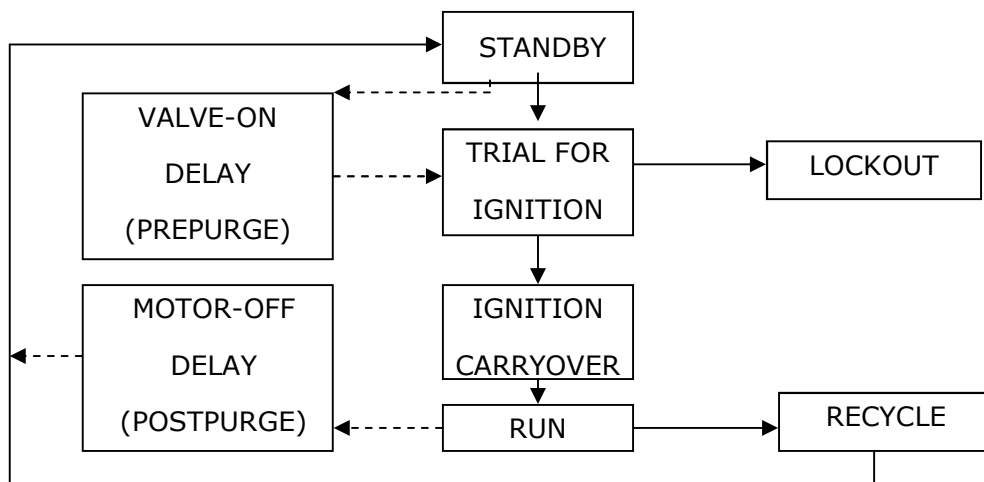 STANDBY
VALVE-ON
DELAY
(PREPURGE)
TRIAL FOR
IGNITION
LOCKOUT
MOTOR-OFF
DELAY
(POSTPURGE)
IGNITION
CARRYOVER
RUN
RECYCLE